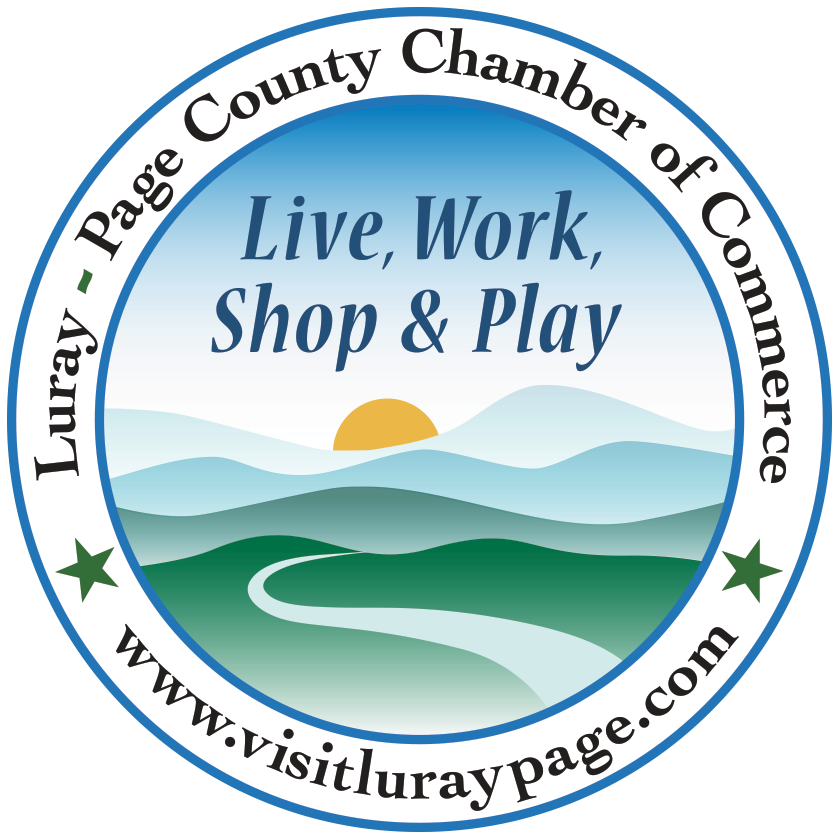 Luray - Page County Chamber of Commerce
Live, Work,
Shop & Play
www.visitluraypage.com